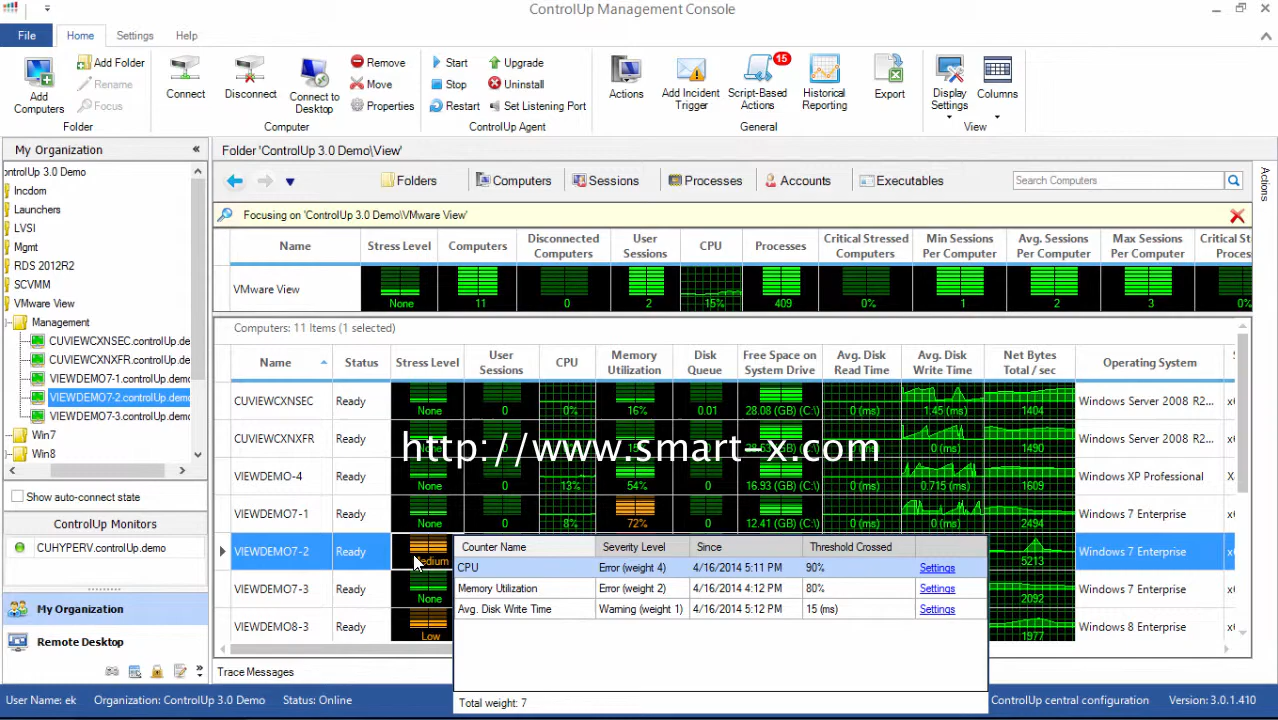 ControlUp Management Console
File Home Settings Help
Add Computers
Add Folder
Rename
Focus
Folder
Connect
Disconnect
Connect to Desktop
Remove
Move
Properties
Computer
Start
Stop
Restart
Upgrade
Uninstall
Set Listening Port
ControlUp Agent
Actions
Add Incident Trigger
15
Script-Based Actions
Historical Reporting
Export
General
Display Settings
Columns
View
My Organization «
ontrolUp 3.0 Demo
Incdom
Launchers
LVSI
Mgmt
RDS 2012R2
SCVMM
VMware View
Management
CUVIEWCXNSEC.controlUp.de
CUVIEWCXNXFR.controlUp.de
VIEWDEMO7-1.controlUp.demo
VIEWDEMO7-2.controlUp.demo
VIEWDEMO7-3.controlUp.demo
Win7
Win8
Show auto-connect state
ControlUp Monitors
CUHYPERV.controlUp.demo
My Organization
Remote Desktop
Folder 'ControlUp 3.0 Demo\View'
Folders Computers Sessions Processes Accounts Executables Search Computers
Actions
Focusing on 'ControlUp 3.0 Demo\VMware View'
Name Stress Level Computers Disconnected Computers User Sessions CPU Processes Critical Stressed Computers Min Sessions Per Computer Avg. Sessions Per Computer Max Sessions Per Computer Critical St Proces
VMware View None 11 0 2 15% 409 0% 1 2 3 0%
Computers: 11 Items (1 selected)
Name Status Stress Level User Sessions CPU Memory Utilization Disk Queue Free Space on System Drive Avg. Disk Read Time Avg. Disk Write Time Net Bytes Total / sec Operating System
CUVIEWCXNSEC Ready None 0 0% 16% 0.01 28.08 (GB) (C:\) 0 (ms) 1.45 (ms) 1404 Windows Server 2008 R2...
CUVIEWCXNXFR Ready None 1490 Windows Server 2008 R2...
http://www.smart-x.com
VIEWDEMO-4 Ready None 0 13% 54% 0 16.93 (GB) (C:\) 0 (ms) 0.715 (ms) 1609 Windows XP Professional
VIEWDEMO7-1 Ready None 0 8% 72% 0 12.41 (GB) (C:\) 0 (ms) 0 (ms) 2494 Windows 7 Enterprise
VIEWDEMO7-2 Ready 5213 Windows 7 Enterprise
VIEWDEMO7-3 Ready None 2092 Windows 7 Enterprise
VIEWDEMO8-3 Ready Low 1977 Windows 8 Enterprise
Counter Name Severity Level Since Threshold Crossed
CPU Error (weight 4) 4/16/2014 5:11 PM 90% Settings
Memory Utilization Error (weight 2) 4/16/2014 4:12 PM 80% Settings
Avg. Disk Write Time Warning (weight 1) 4/16/2014 5:12 PM 15 (ms) Settings
Total weight: 7
Trace Messages
User Name: ek Organization: ControlUp 3.0 Demo Status: Online ControlUp central configuration Version: 3.0.1.410